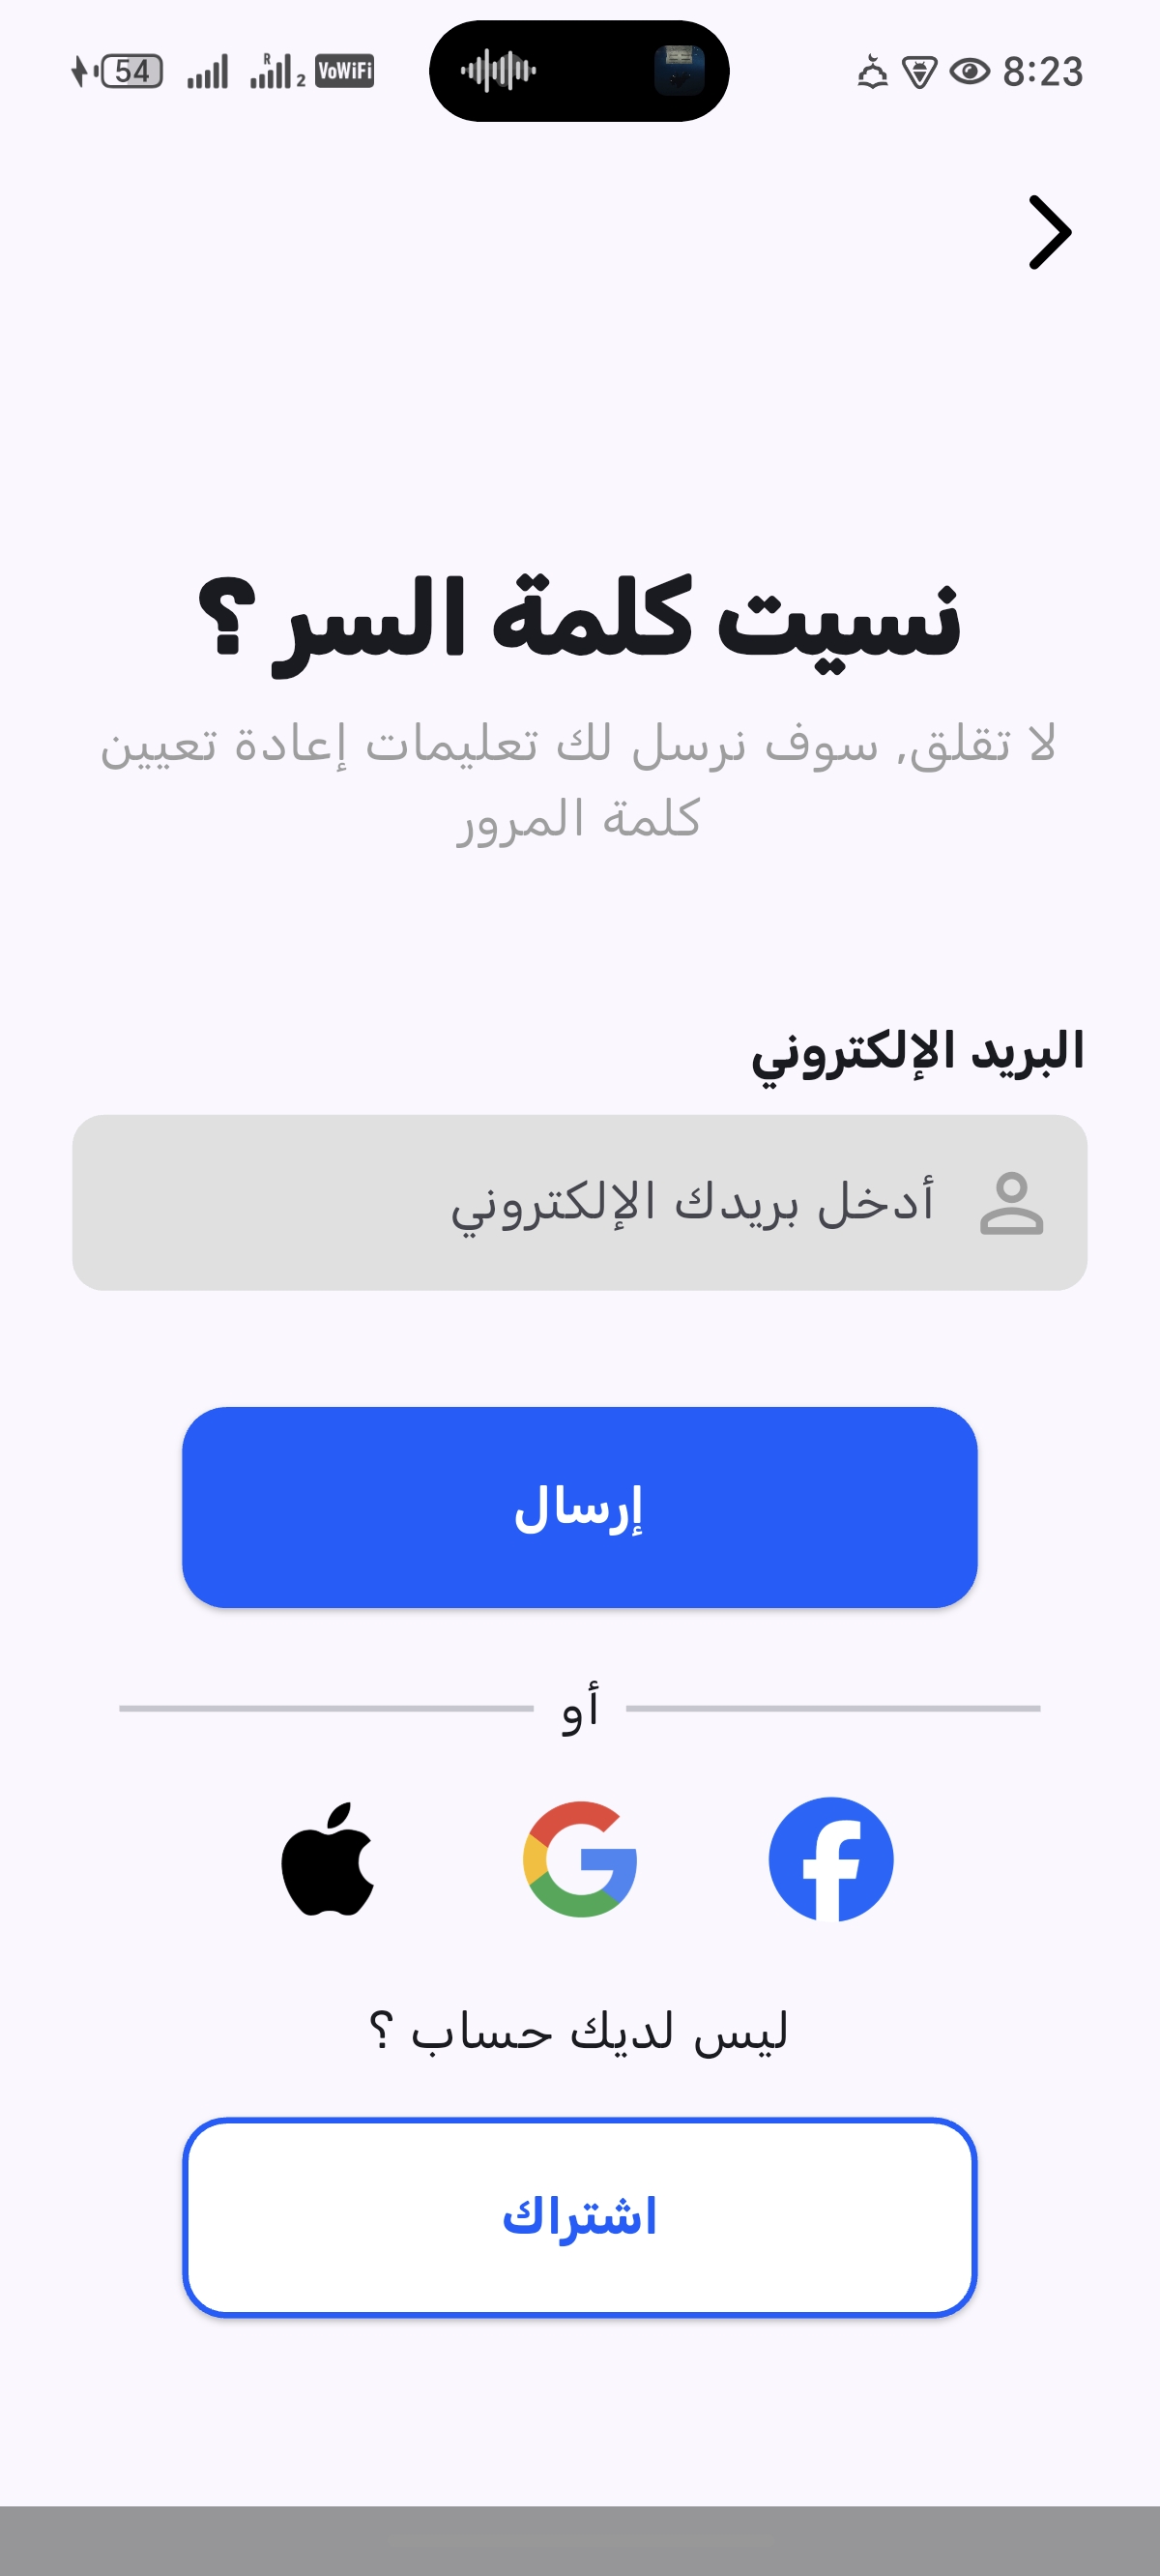 54 R 2 VoWiFi 8:23
نسيت كلمة السر ؟
لا تقلق, سوف نرسل لك تعليمات إعادة تعيين
كلمة المرور
البريد الإلكتروني
أدخل بريدك الإلكتروني
إرسال
أو
ليس لديك حساب ؟
اشتراك